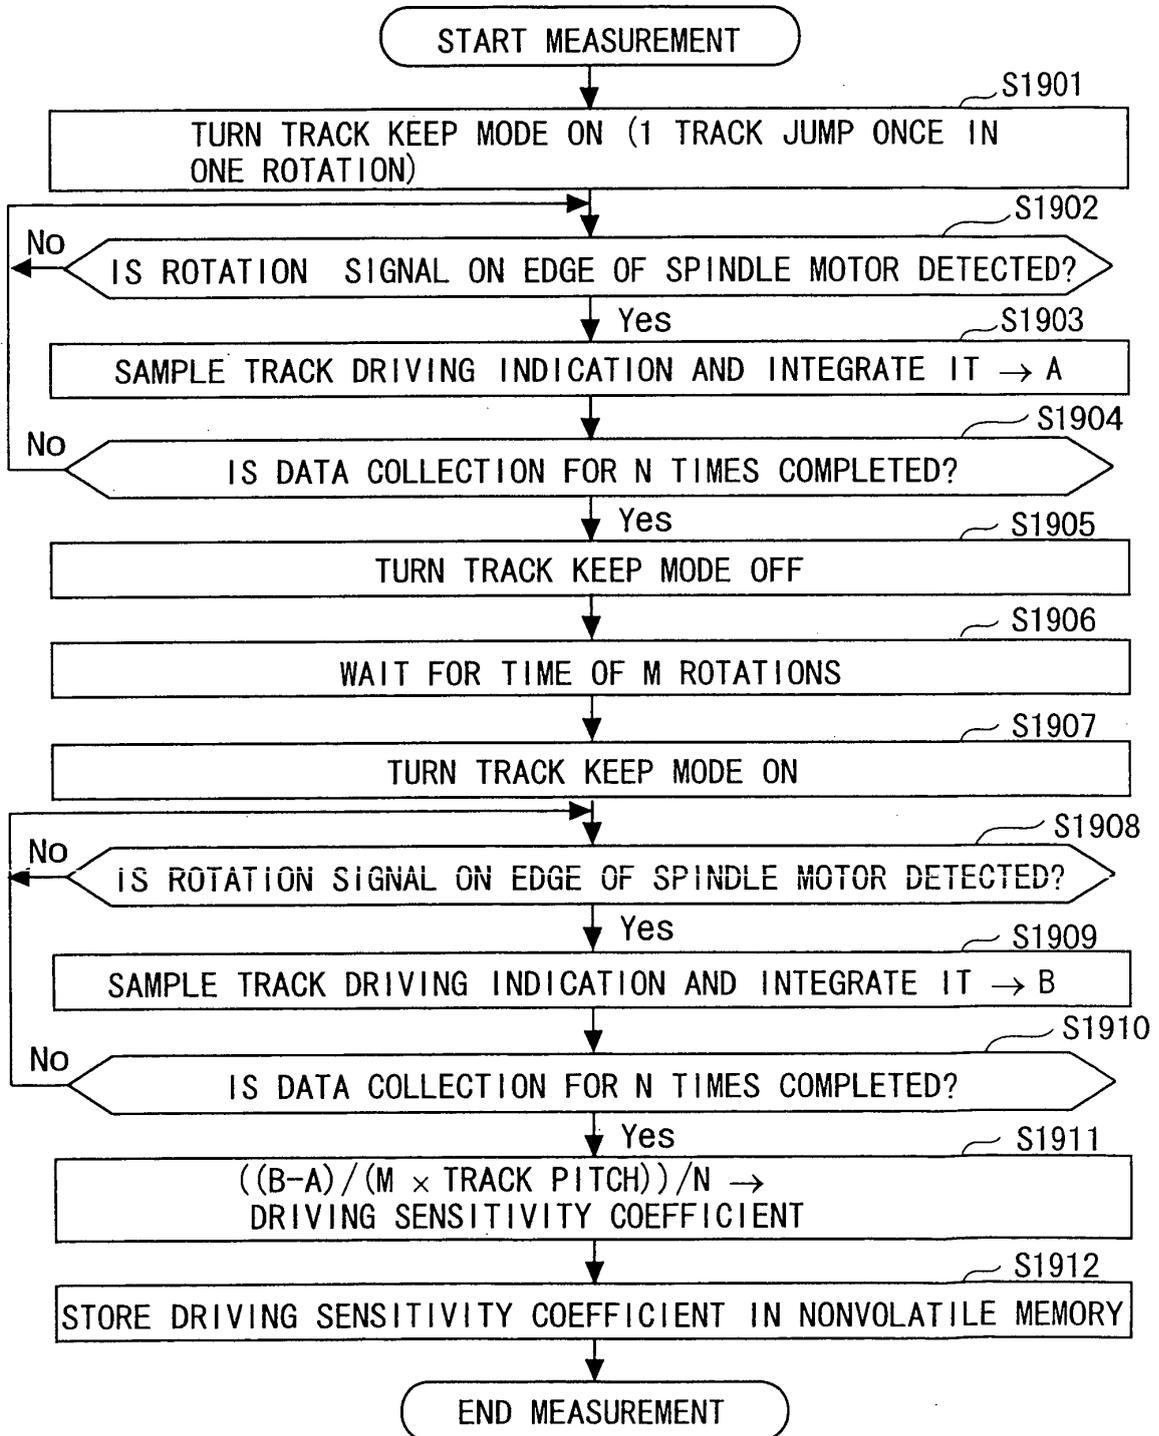 START MEASUREMENT
S1901
TURN TRACK KEEP MODE ON (1 TRACK JUMP ONCE IN
ONE ROTATION)
S1902
No
IS ROTATION SIGNAL ON EDGE OF SPINDLE MOTOR DETECTED?
Yes
S1903
SAMPLE TRACK DRIVING INDICATION AND INTEGRATE IT → A
S1904
No
IS DATA COLLECTION FOR N TIMES COMPLETED?
Yes
S1905
TURN TRACK KEEP MODE OFF
S1906
WAIT FOR TIME OF M ROTATIONS
S1907
TURN TRACK KEEP MODE ON
S1908
No
IS ROTATION SIGNAL ON EDGE OF SPINDLE MOTOR DETECTED?
Yes
S1909
SAMPLE TRACK DRIVING INDICATION AND INTEGRATE IT → B
S1910
No
IS DATA COLLECTION FOR N TIMES COMPLETED?
Yes
S1911
((B-A)/(M × TRACK PITCH))/N →
DRIVING SENSITIVITY COEFFICIENT
S1912
STORE DRIVING SENSITIVITY COEFFICIENT IN NONVOLATILE MEMORY
END MEASUREMENT